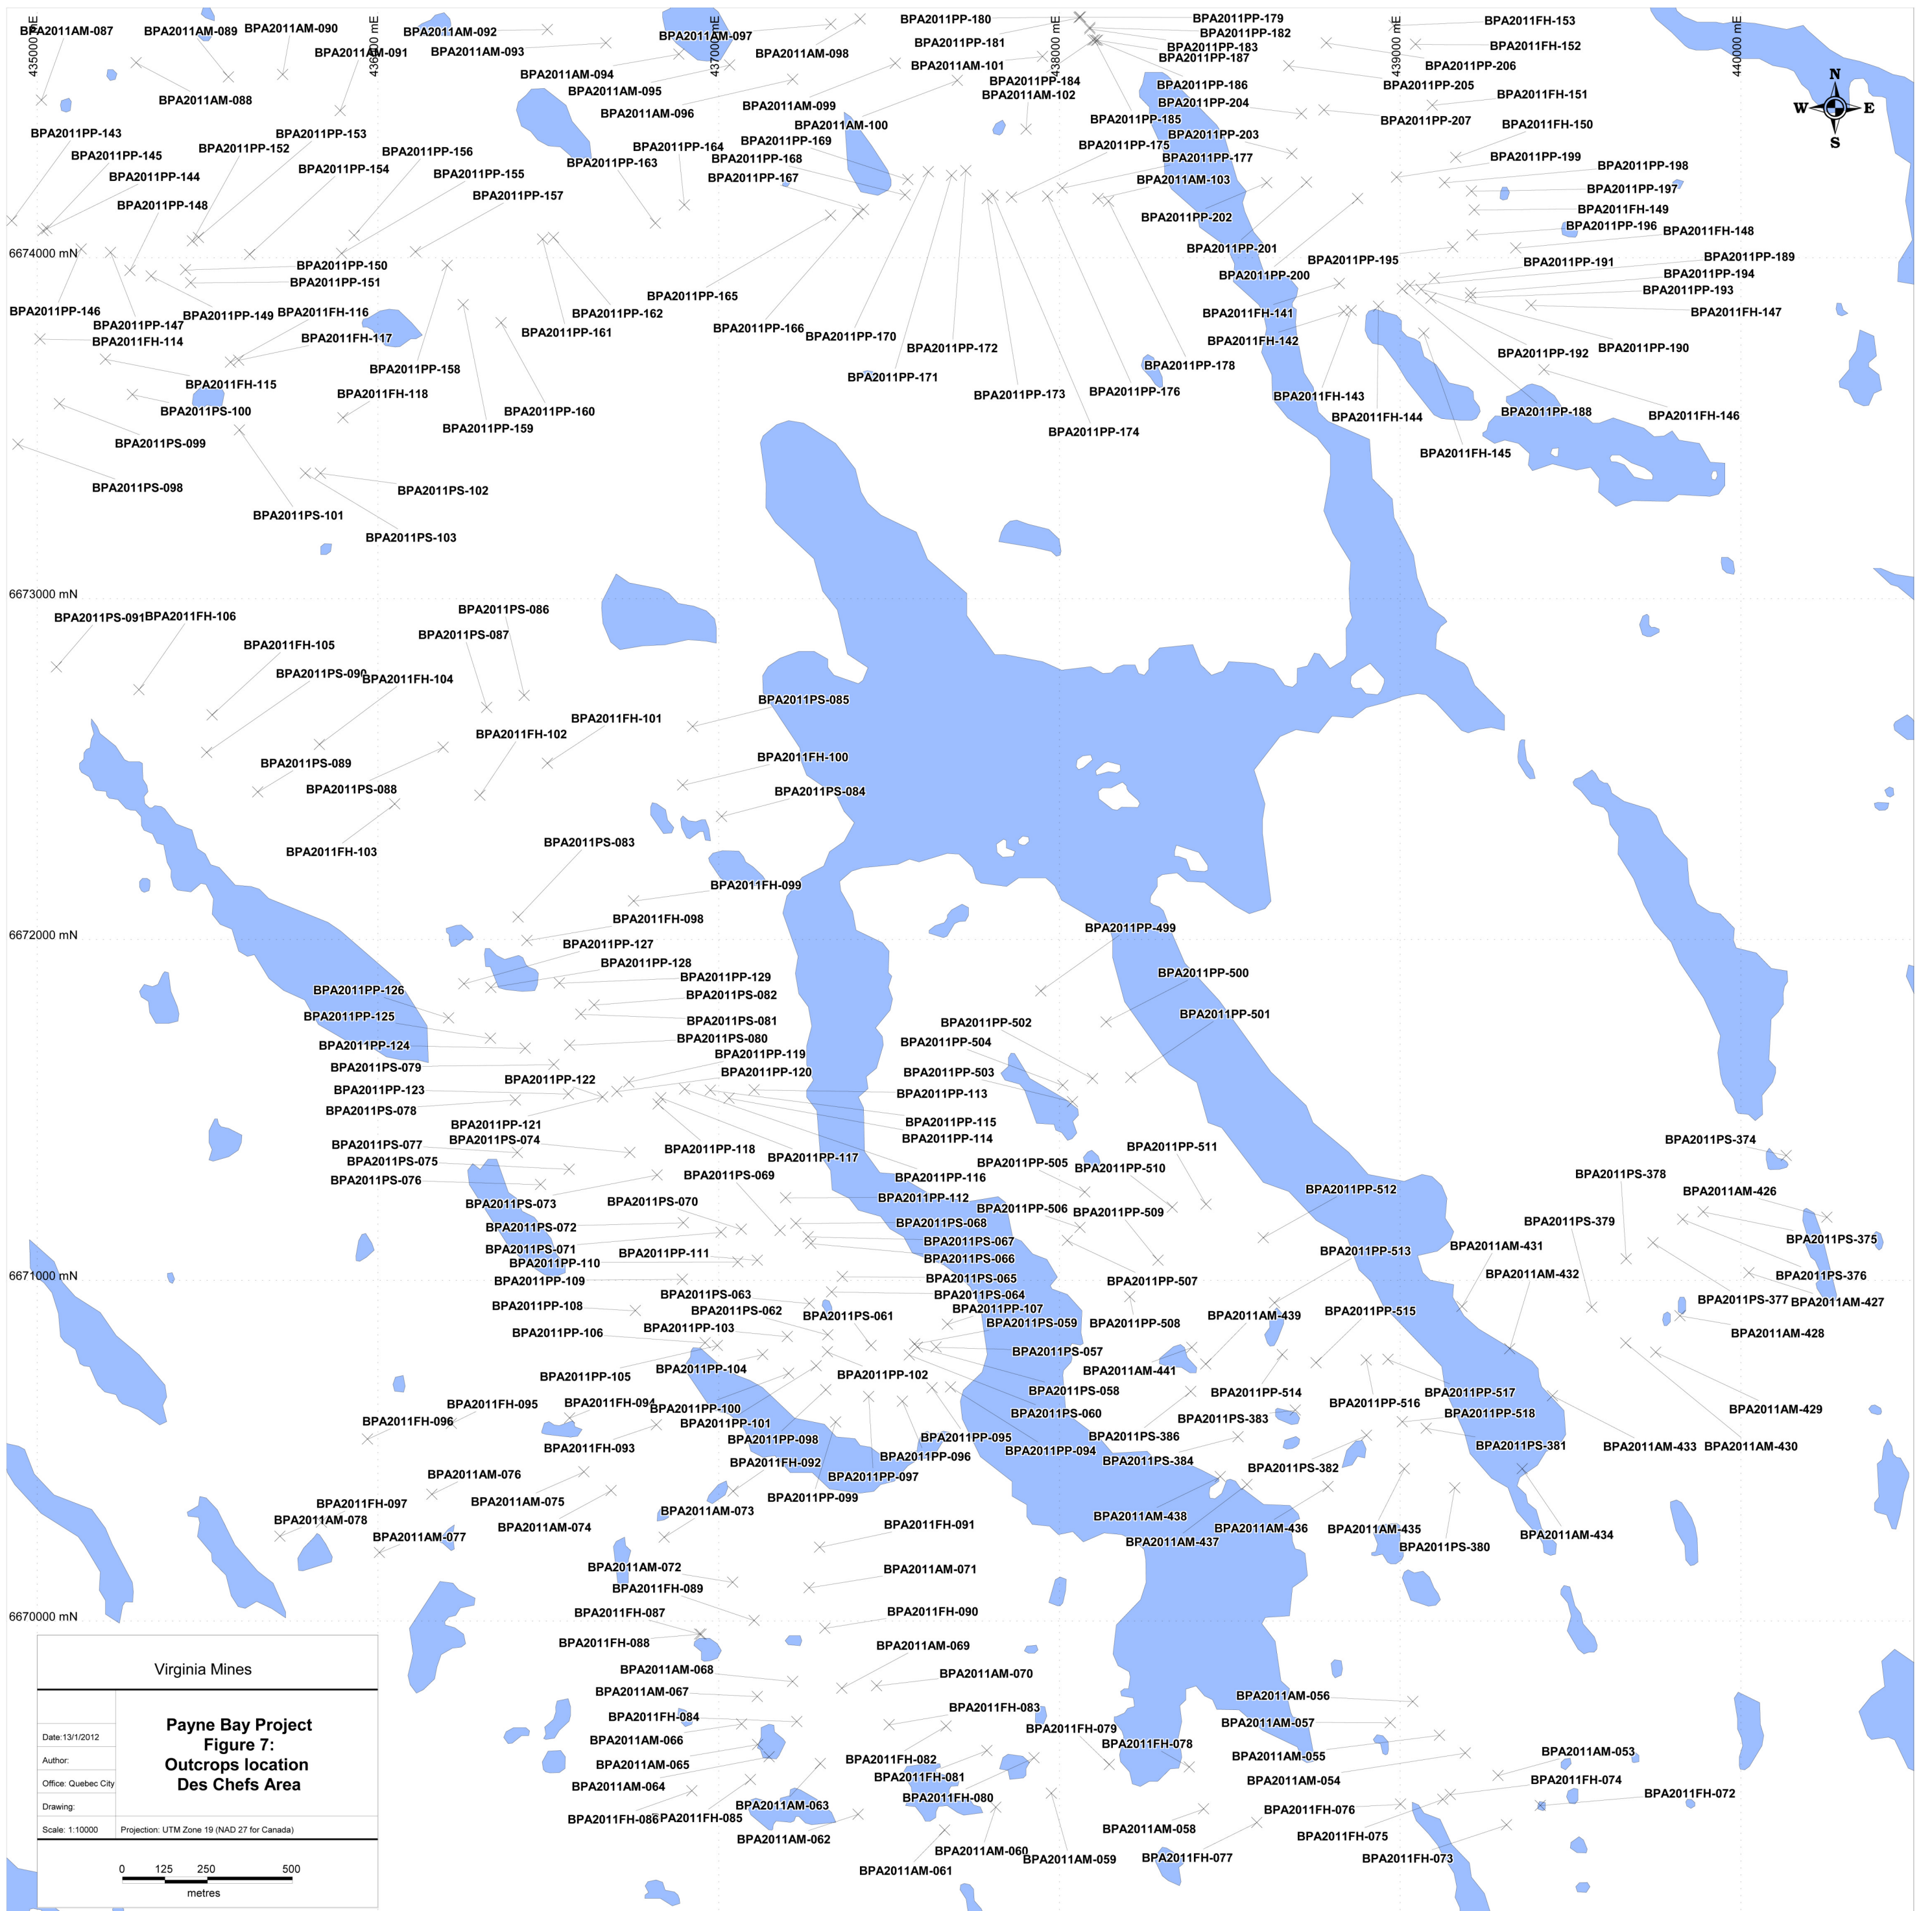 435000 mE
436000 mE
437000 mE
438000 mE
439000 mE
440000 mE
BPA2011AM-087
BPA2011AM-089
BPA2011AM-090
BPA2011AM-091
BPA2011AM-092
BPA2011AM-093
BPA2011AM-097
BPA2011AM-098
BPA2011PP-180
BPA2011PP-181
BPA2011PP-179
BPA2011PP-182
BPA2011PP-183
BPA2011PP-187
BPA2011FH-153
BPA2011FH-152
BPA2011PP-206
BPA2011AM-094
BPA2011AM-095
BPA2011AM-096
BPA2011AM-101
BPA2011PP-184
BPA2011AM-102
BPA2011PP-186
BPA2011PP-205
BPA2011FH-151
N
W E
S
BPA2011AM-088
BPA2011AM-099
BPA2011AM-100
BPA2011PP-204
BPA2011PP-185
BPA2011PP-207
BPA2011FH-150
BPA2011PP-143
BPA2011PP-153
BPA2011PP-203
BPA2011PP-145
BPA2011PP-152
BPA2011PP-156
BPA2011PP-163
BPA2011PP-164
BPA2011PP-169
BPA2011PP-168
BPA2011PP-175
BPA2011PP-177
BPA2011PP-199
BPA2011PP-198
BPA2011PP-144
BPA2011PP-154
BPA2011PP-155
BPA2011PP-167
BPA2011AM-103
BPA2011PP-197
BPA2011PP-148
BPA2011PP-157
BPA2011PP-202
BPA2011FH-149
BPA2011PP-196
BPA2011FH-148
6674000 mN
BPA2011PP-201
BPA2011PP-195
BPA2011PP-191
BPA2011PP-189
BPA2011PP-150
BPA2011PP-151
BPA2011PP-200
BPA2011PP-194
BPA2011PP-193
BPA2011PP-165
BPA2011PP-146
BPA2011PP-147
BPA2011PP-149
BPA2011FH-116
BPA2011PP-162
BPA2011PP-161
BPA2011PP-166
BPA2011PP-170
BPA2011FH-141
BPA2011FH-147
BPA2011FH-114
BPA2011FH-117
BPA2011PP-172
BPA2011FH-142
BPA2011PP-192
BPA2011PP-190
BPA2011PP-158
BPA2011PP-171
BPA2011PP-178
BPA2011FH-115
BPA2011FH-118
BPA2011PP-173
BPA2011PP-176
BPA2011FH-143
BPA2011PS-100
BPA2011PP-160
BPA2011FH-144
BPA2011PP-188
BPA2011FH-146
BPA2011PP-159
BPA2011PP-174
BPA2011PS-099
BPA2011FH-145
BPA2011PS-098
BPA2011PS-102
BPA2011PS-101
BPA2011PS-103
6673000 mN
BPA2011PS-091
BPA2011FH-106
BPA2011PS-086
BPA2011PS-087
BPA2011FH-105
BPA2011PS-090
BPA2011FH-104
BPA2011PS-085
BPA2011FH-101
BPA2011FH-102
BPA2011FH-100
BPA2011PS-089
BPA2011PS-088
BPA2011PS-084
BPA2011FH-103
BPA2011PS-083
BPA2011FH-099
BPA2011FH-098
6672000 mN
BPA2011PP-499
BPA2011PP-127
BPA2011PP-128
BPA2011PP-129
BPA2011PP-500
BPA2011PP-126
BPA2011PS-082
BPA2011PP-125
BPA2011PS-081
BPA2011PP-502
BPA2011PP-501
BPA2011PP-124
BPA2011PS-080
BPA2011PP-504
BPA2011PS-079
BPA2011PP-119
BPA2011PP-122
BPA2011PP-120
BPA2011PP-503
BPA2011PP-123
BPA2011PP-113
BPA2011PS-078
BPA2011PP-121
BPA2011PP-115
BPA2011PS-077
BPA2011PS-074
BPA2011PP-114
BPA2011PS-374
BPA2011PS-075
BPA2011PP-118
BPA2011PP-117
BPA2011PP-505
BPA2011PP-511
BPA2011PP-510
BPA2011PS-076
BPA2011PS-069
BPA2011PP-116
BPA2011PS-378
BPA2011PS-073
BPA2011PS-070
BPA2011PP-112
BPA2011PP-512
BPA2011AM-426
BPA2011PS-072
BPA2011PS-068
BPA2011PP-506
BPA2011PP-509
BPA2011PS-379
BPA2011PS-071
BPA2011PS-067
BPA2011PS-375
BPA2011PP-110
BPA2011PP-111
BPA2011PS-066
BPA2011PP-513
BPA2011AM-431
6671000 mN
BPA2011PP-109
BPA2011PS-065
BPA2011PP-507
BPA2011AM-432
BPA2011PS-376
BPA2011PS-063
BPA2011PS-064
BPA2011PS-377
BPA2011AM-427
BPA2011PP-108
BPA2011PS-062
BPA2011PS-061
BPA2011PP-107
BPA2011AM-439
BPA2011PP-515
BPA2011PP-106
BPA2011PP-103
BPA2011PS-059
BPA2011PP-508
BPA2011AM-428
BPA2011PS-057
BPA2011PP-105
BPA2011PP-104
BPA2011PP-102
BPA2011AM-441
BPA2011PS-058
BPA2011PP-514
BPA2011PP-517
BPA2011FH-095
BPA2011FH-094
BPA2011PP-100
BPA2011PS-060
BPA2011PP-516
BPA2011AM-429
BPA2011FH-096
BPA2011PP-101
BPA2011PS-383
BPA2011PP-518
BPA2011FH-093
BPA2011PP-098
BPA2011PP-095
BPA2011PS-386
BPA2011PS-381
BPA2011AM-433
BPA2011AM-430
BPA2011FH-092
BPA2011PP-096
BPA2011PP-094
BPA2011PS-384
BPA2011AM-076
BPA2011PP-097
BPA2011PS-382
BPA2011FH-097
BPA2011AM-075
BPA2011PP-099
BPA2011AM-078
BPA2011AM-073
BPA2011AM-438
BPA2011AM-077
BPA2011AM-074
BPA2011FH-091
BPA2011AM-436
BPA2011AM-435
BPA2011AM-434
BPA2011AM-437
BPA2011PS-380
BPA2011AM-072
BPA2011AM-071
BPA2011FH-089
6670000 mN
BPA2011FH-087
BPA2011FH-090
BPA2011FH-088
BPA2011AM-069
BPA2011AM-068
BPA2011AM-070
BPA2011AM-067
BPA2011AM-056
BPA2011FH-084
BPA2011FH-083
BPA2011AM-057
BPA2011AM-066
BPA2011FH-079
BPA2011FH-078
BPA2011AM-065
BPA2011FH-082
BPA2011AM-055
BPA2011AM-053
BPA2011AM-064
BPA2011FH-081
BPA2011AM-054
BPA2011FH-074
BPA2011FH-086
BPA2011FH-085
BPA2011AM-063
BPA2011FH-080
BPA2011FH-076
BPA2011FH-072
BPA2011AM-062
BPA2011AM-058
BPA2011FH-075
BPA2011AM-061
BPA2011AM-060
BPA2011AM-059
BPA2011FH-077
BPA2011FH-073
Virginia Mines
Payne Bay Project
Figure 7:
Outcrops location
Des Chefs Area
Date:13/1/2012
Author:
Office: Quebec City
Drawing:
Scale: 1:10000
Projection: UTM Zone 19 (NAD 27 for Canada)
0 125 250 500
metres